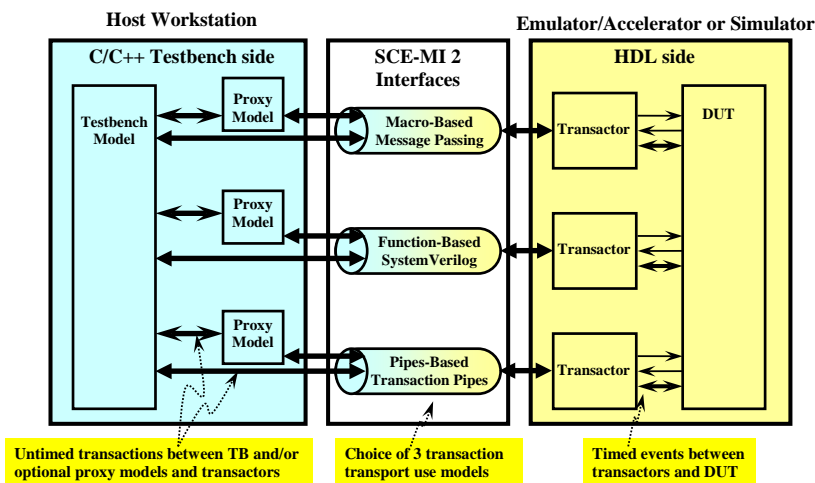 Host Workstation
Emulator/Accelerator or Simulator
C/C++ Testbench side
SCE-MI 2
Interfaces
HDL side
Testbench
Model
Proxy
Model
Macro-Based
Message Passing
Transactor
DUT
Proxy
Model
Function-Based
SystemVerilog
Transactor
Proxy
Model
Pipes-Based
Transaction Pipes
Transactor
Untimed transactions between TB and/or
optional proxy models and transactors
Choice of 3 transaction
transport use models
Timed events between
transactors and DUT